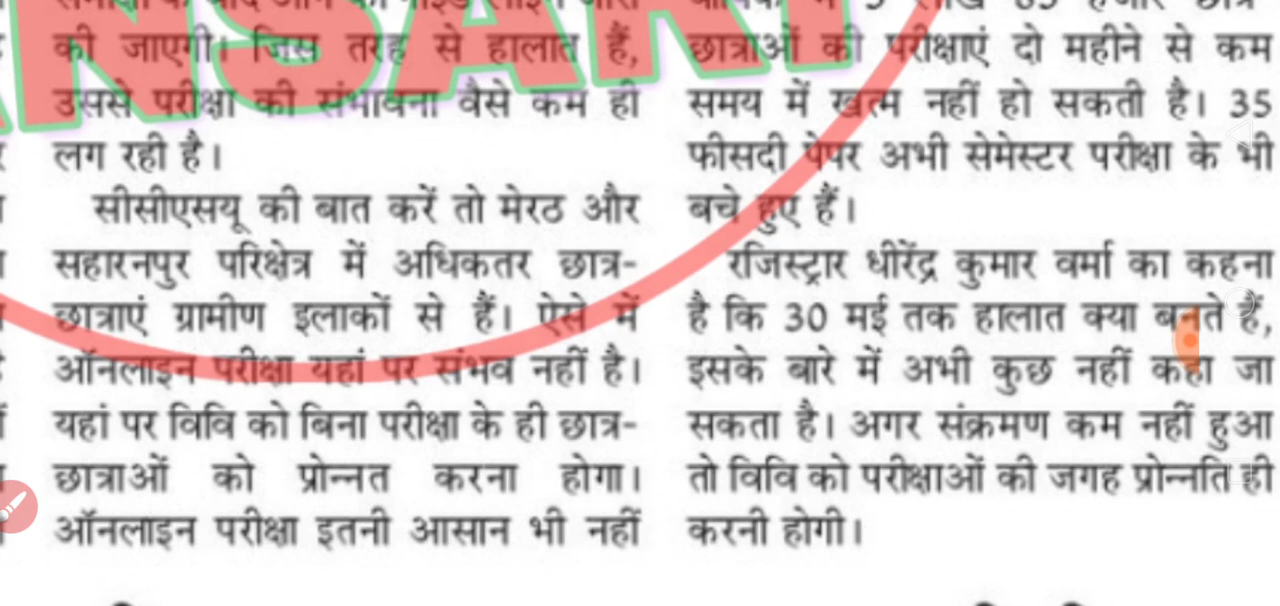 की जाएगी। जिस तरह से हालात हैं,
उससे परीक्षा की संभावना वैसे कम ही
लग रही है।
सीसीएसयू की बात करें तो मेरठ और
सहारनपुर परिक्षेत्र में अधिकतर छात्र-
छात्राएं ग्रामीण इलाकों से हैं। ऐसे में
ऑनलाइन परीक्षा यहां पर संभव नहीं है।
यहां पर विवि को बिना परीक्षा के ही छात्र-
छात्राओं को प्रोन्नत करना होगा।
ऑनलाइन परीक्षा इतनी आसान भी नहीं
छात्राओं की परीक्षाएं दो महीने से कम
समय में खत्म नहीं हो सकती है। 35
फीसदी पेपर अभी सेमेस्टर परीक्षा के भी
बचे हुए हैं।
रजिस्ट्रार धीरेंद्र कुमार वर्मा का कहना
है कि 30 मई तक हालात क्या बनते हैं,
इसके बारे में अभी कुछ नहीं कहा जा
सकता है। अगर संक्रमण कम नहीं हुआ
तो विवि को परीक्षाओं की जगह प्रोन्नति ही
करनी होगी।